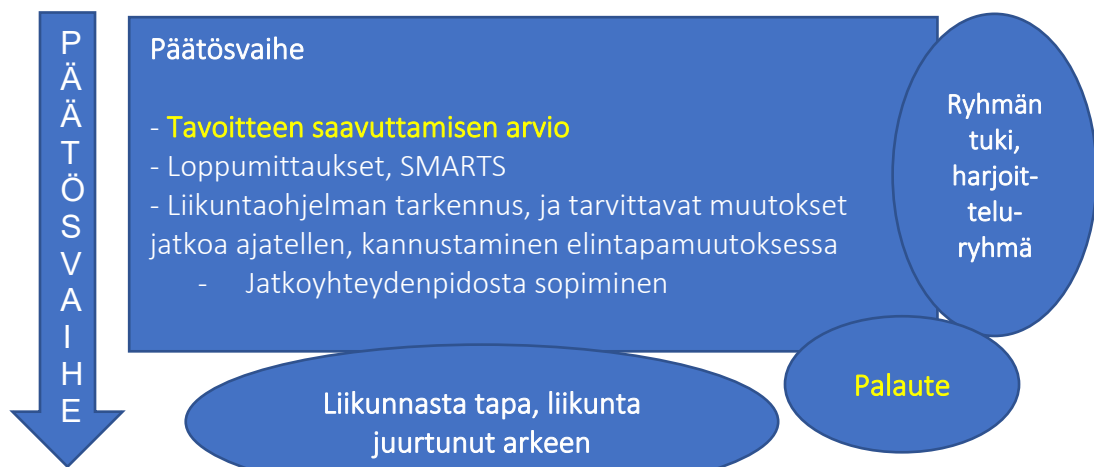 PÄÄTÖSVAIHE
Päätösvaihe
- Tavoitteen saavuttamisen arvio
- Loppumittaukset, SMARTS
- Liikuntaohjelman tarkennus, ja tarvittavat muutokset
jatkoa ajatellen, kannustaminen elintapamuutoksessa
- Jatkoyhteydenpidosta sopiminen
Ryhmän
tuki,
harjoit-
telu-
ryhmä
Palaute
Liikunnasta tapa, liikunta
juurtunut arkeen